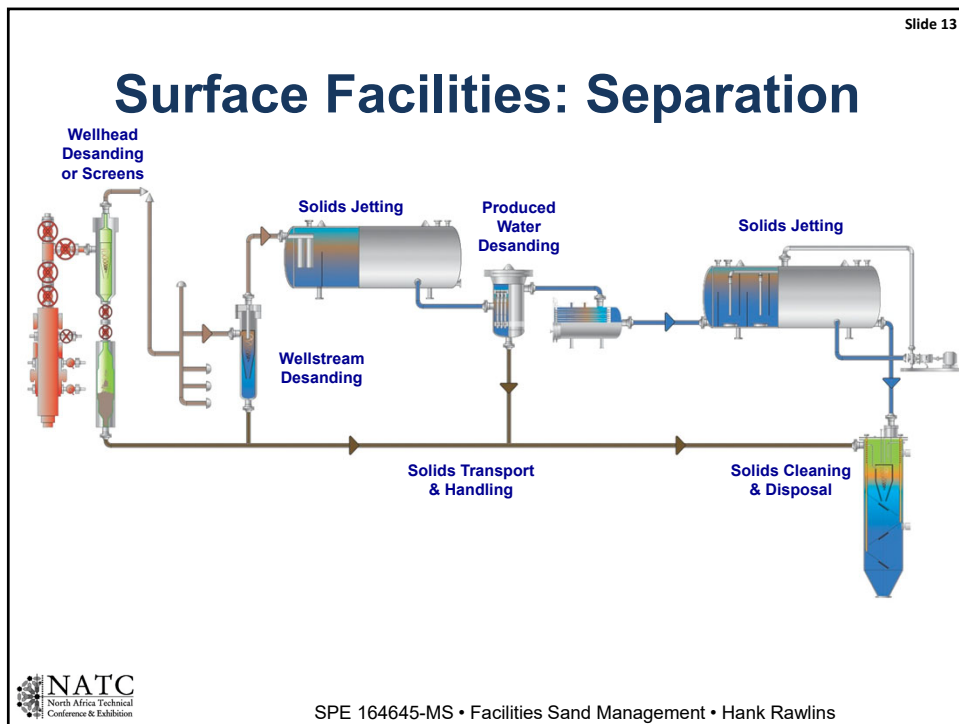 Slide 13
Surface Facilities: Separation
Wellhead
Desanding
or Screens
Solids Jetting
Produced
Water
Desanding
Solids Jetting
Wellstream
Desanding
Solids Transport
& Handling
Solids Cleaning
& Disposal
NATC
North Africa Technical
Conference & Exhibition
SPE 164645-MS • Facilities Sand Management • Hank Rawlins